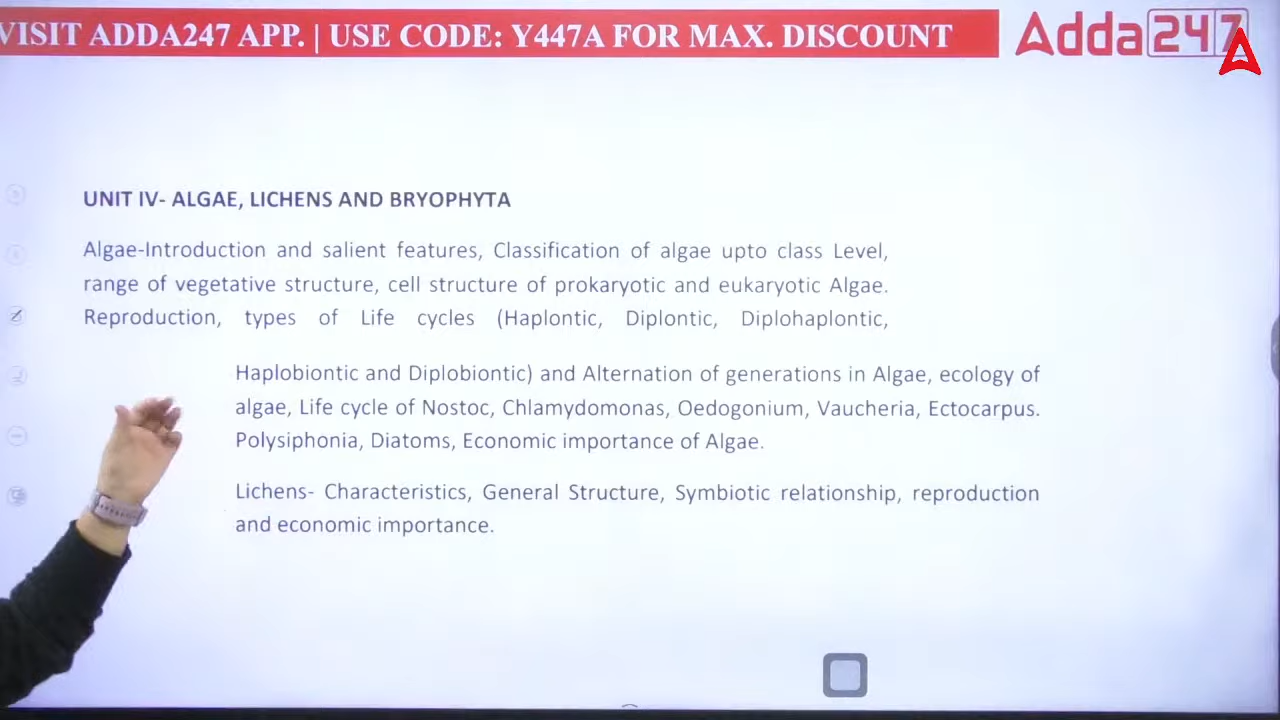 VISIT ADDA247 APP. | USE CODE: Y447A FOR MAX. DISCOUNT
Adda247
UNIT IV- ALGAE, LICHENS AND BRYOPHYTA
Algae-Introduction and salient features, Classification of algae upto class Level,
range of vegetative structure, cell structure of prokaryotic and eukaryotic Algae.
Reproduction, types of Life cycles (Haplontic, Diplontic, Diplohaplontic,
Haplobiontic and Diplobiontic) and Alternation of generations in Algae, ecology of
algae, Life cycle of Nostoc, Chlamydomonas, Oedogonium, Vaucheria, Ectocarpus.
Polysiphonia, Diatoms, Economic importance of Algae.
Lichens- Characteristics, General Structure, Symbiotic relationship, reproduction
and economic importance.